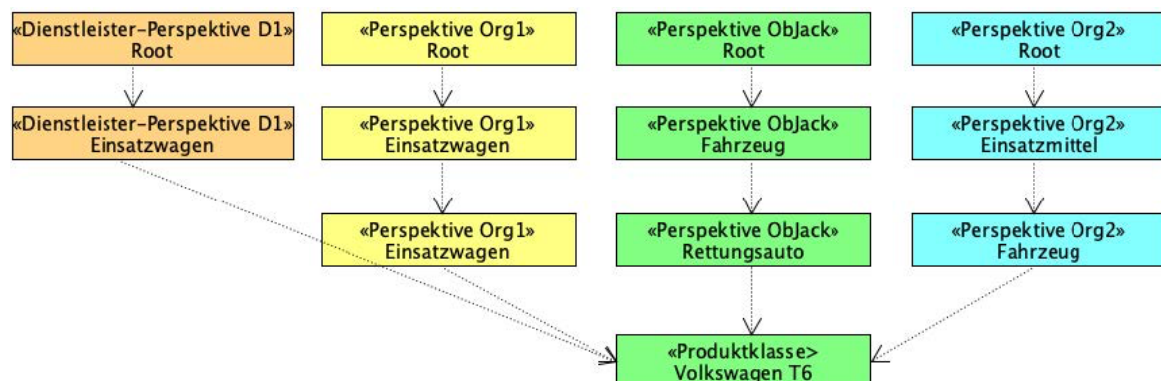 «Dienstleister-Perspektive D1»
Root
«Perspektive Org1»
Root
«Perspektive ObJack»
Root
«Perspektive Org2»
Root
«Dienstleister-Perspektive D1»
Einsatzwagen
«Perspektive Org1»
Einsatzwagen
«Perspektive ObJack»
Fahrzeug
«Perspektive Org2»
Einsatzmittel
«Perspektive Org1»
Einsatzwagen
«Perspektive ObJack»
Rettungsauto
«Perspektive Org2»
Fahrzeug
«Produktklasse>
Volkswagen T6